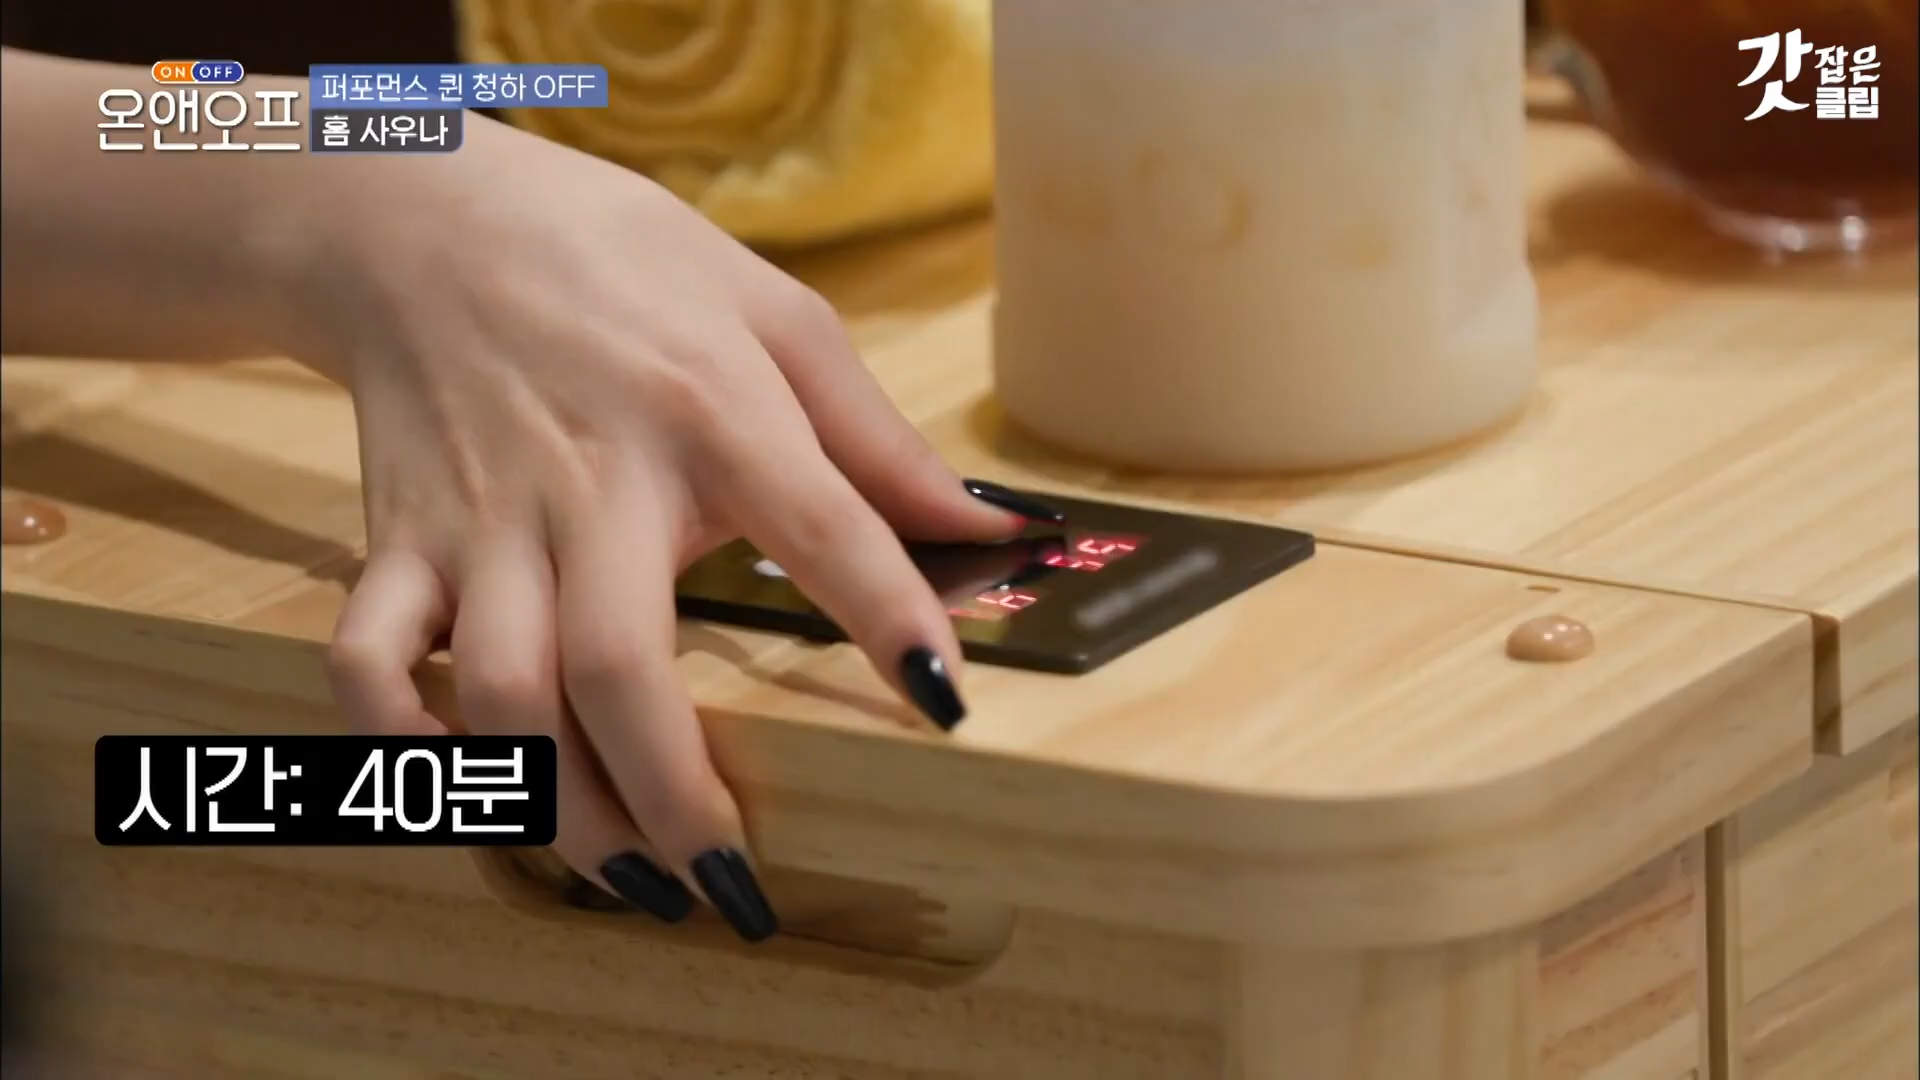 ON OFF
온앤오프
퍼포먼스 퀸 청하 OFF
홈 사우나
갓
잡은
클립
시간: 40분